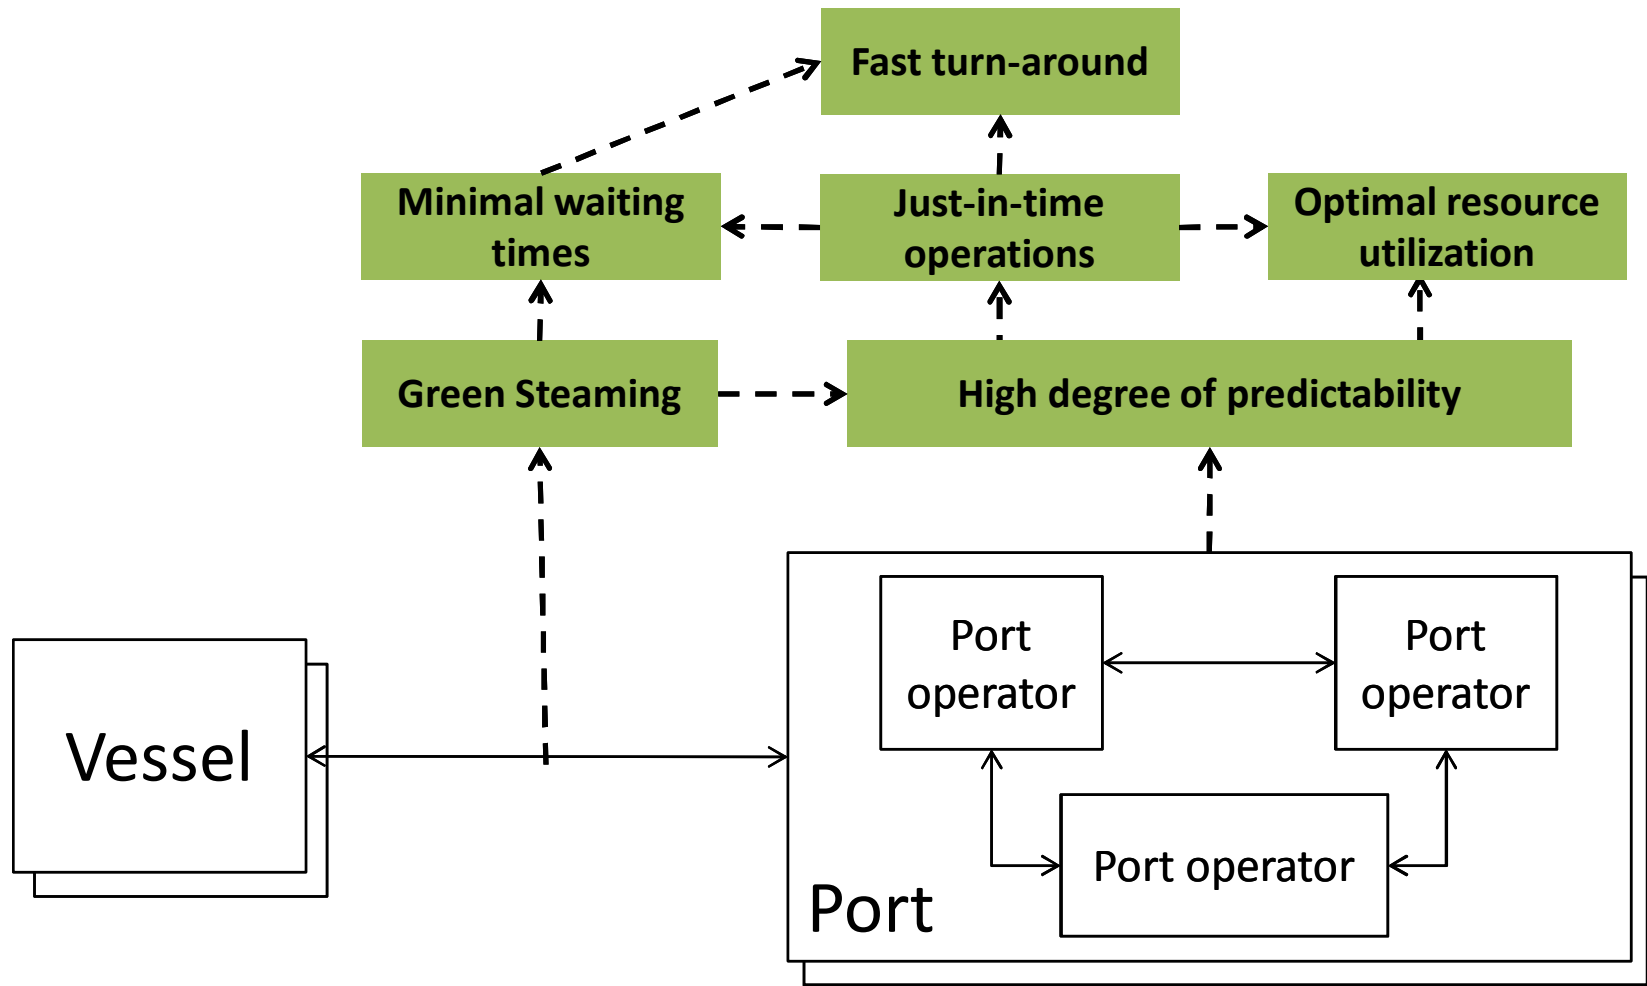 Fast turn-around
Minimal waiting
times
Just-in-time
operations
Optimal resource
utilization
Green Steaming
High degree of predictability
Vessel
Port
operator
Port
operator
Port operator
Port